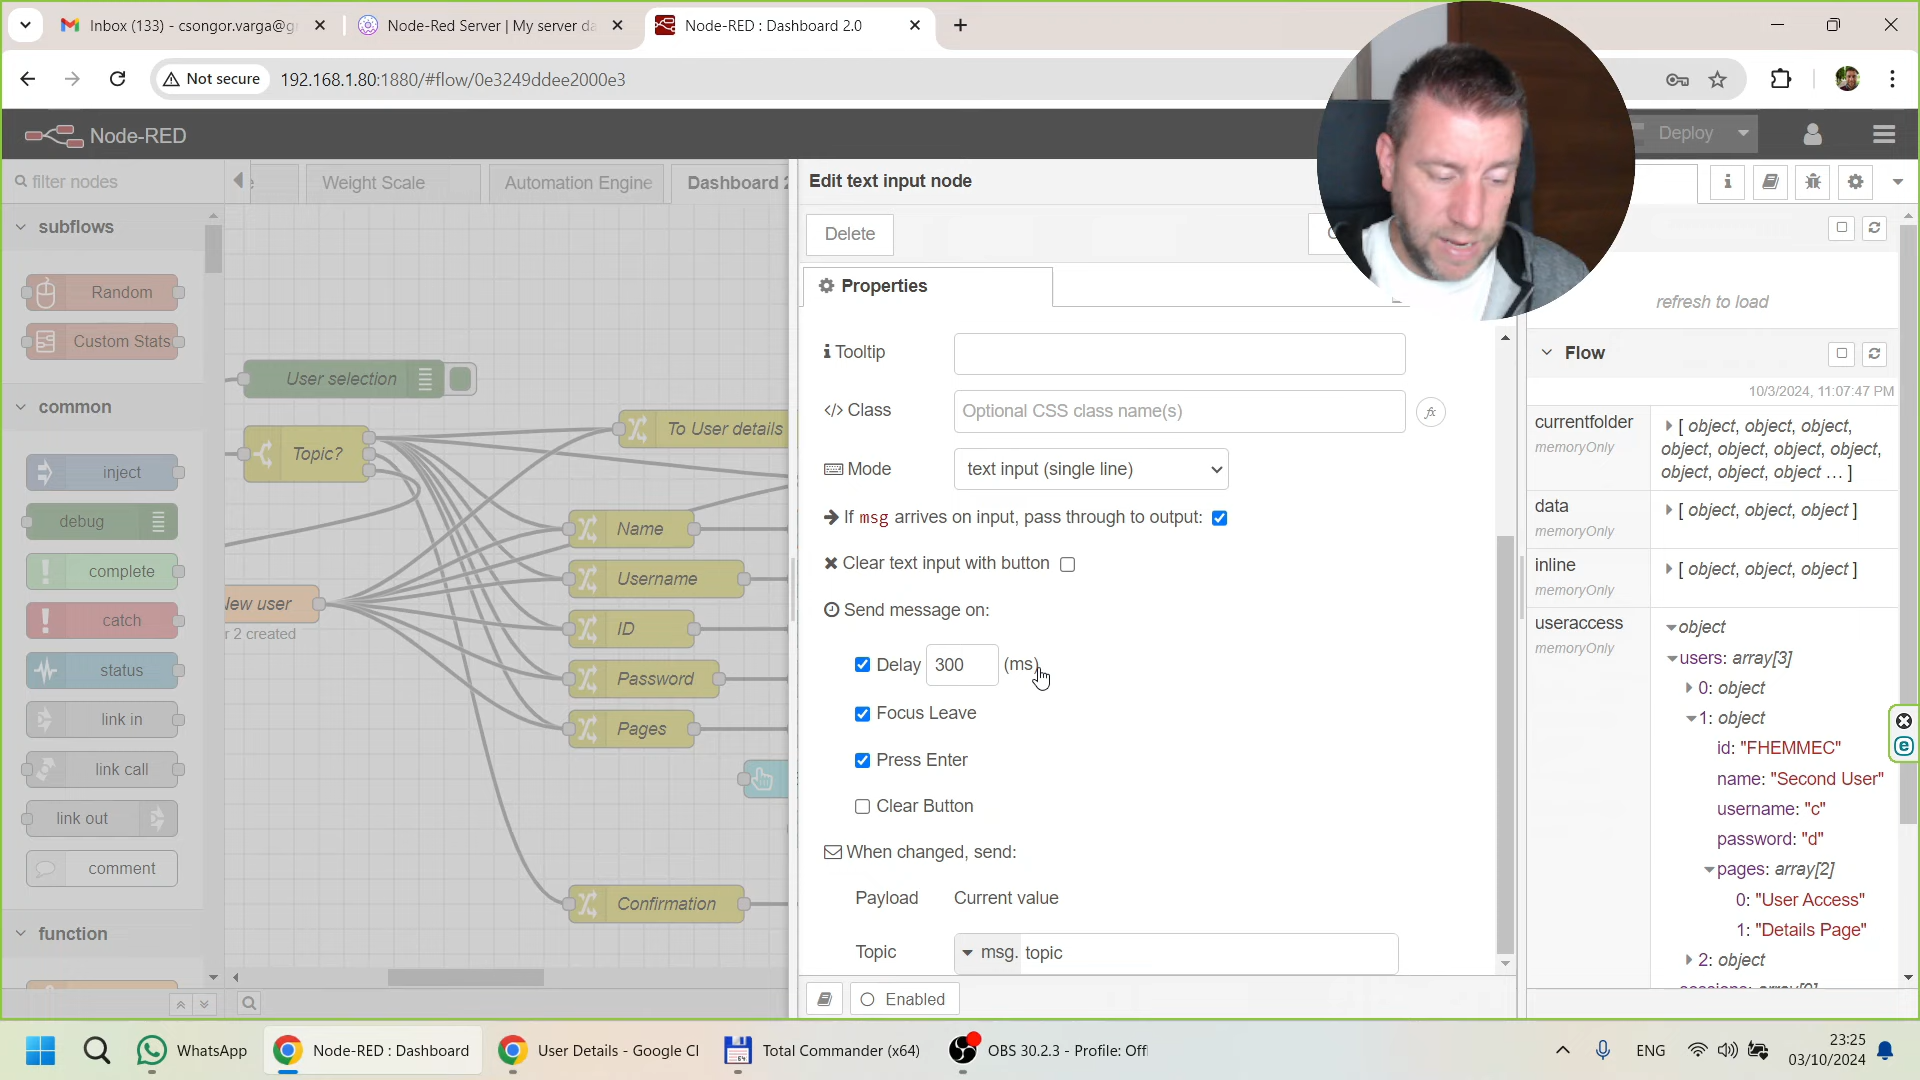 Inbox (133) - csongor.varga@g
Node-Red Server | My server da
Node-RED : Dashboard 2.0
Not secure
192.168.1.80:1880/#flow/0e3249ddee2000e3
Node-RED
Deploy
filter nodes
Weight Scale
Automation Engine
Dashboard 2
Edit text input node
Delete
Properties
subflows
Random
Custom Stats
common
inject
debug
complete
catch
status
link in
link call
link out
comment
function
User selection
Topic?
To User details
Name
Username
ID
Password
Pages
New user
r 2 created
Confirmation
Tooltip
Class
Optional CSS class name(s)
fx
Mode
text input (single line)
If msg arrives on input, pass through to output:
Clear text input with button
Send message on:
Delay 300 (ms)
Focus Leave
Press Enter
Clear Button
When changed, send:
Payload Current value
Topic msg. topic
Enabled
refresh to load
Flow
10/3/2024, 11:07:47 PM
currentfolder
memoryOnly
[ object, object, object,
object, object, object, object,
object, object, object … ]
data
memoryOnly
[ object, object, object ]
inline
memoryOnly
[ object, object, object ]
useraccess
memoryOnly
object
users: array[3]
0: object
1: object
id: "FHEMMEC"
name: "Second User"
username: "c"
password: "d"
pages: array[2]
0: "User Access"
1: "Details Page"
2: object
WhatsApp
Node-RED : Dashboard
User Details - Google Cl
Total Commander (x64)
OBS 30.2.3 - Profile: Offl
ENG
23:25
03/10/2024